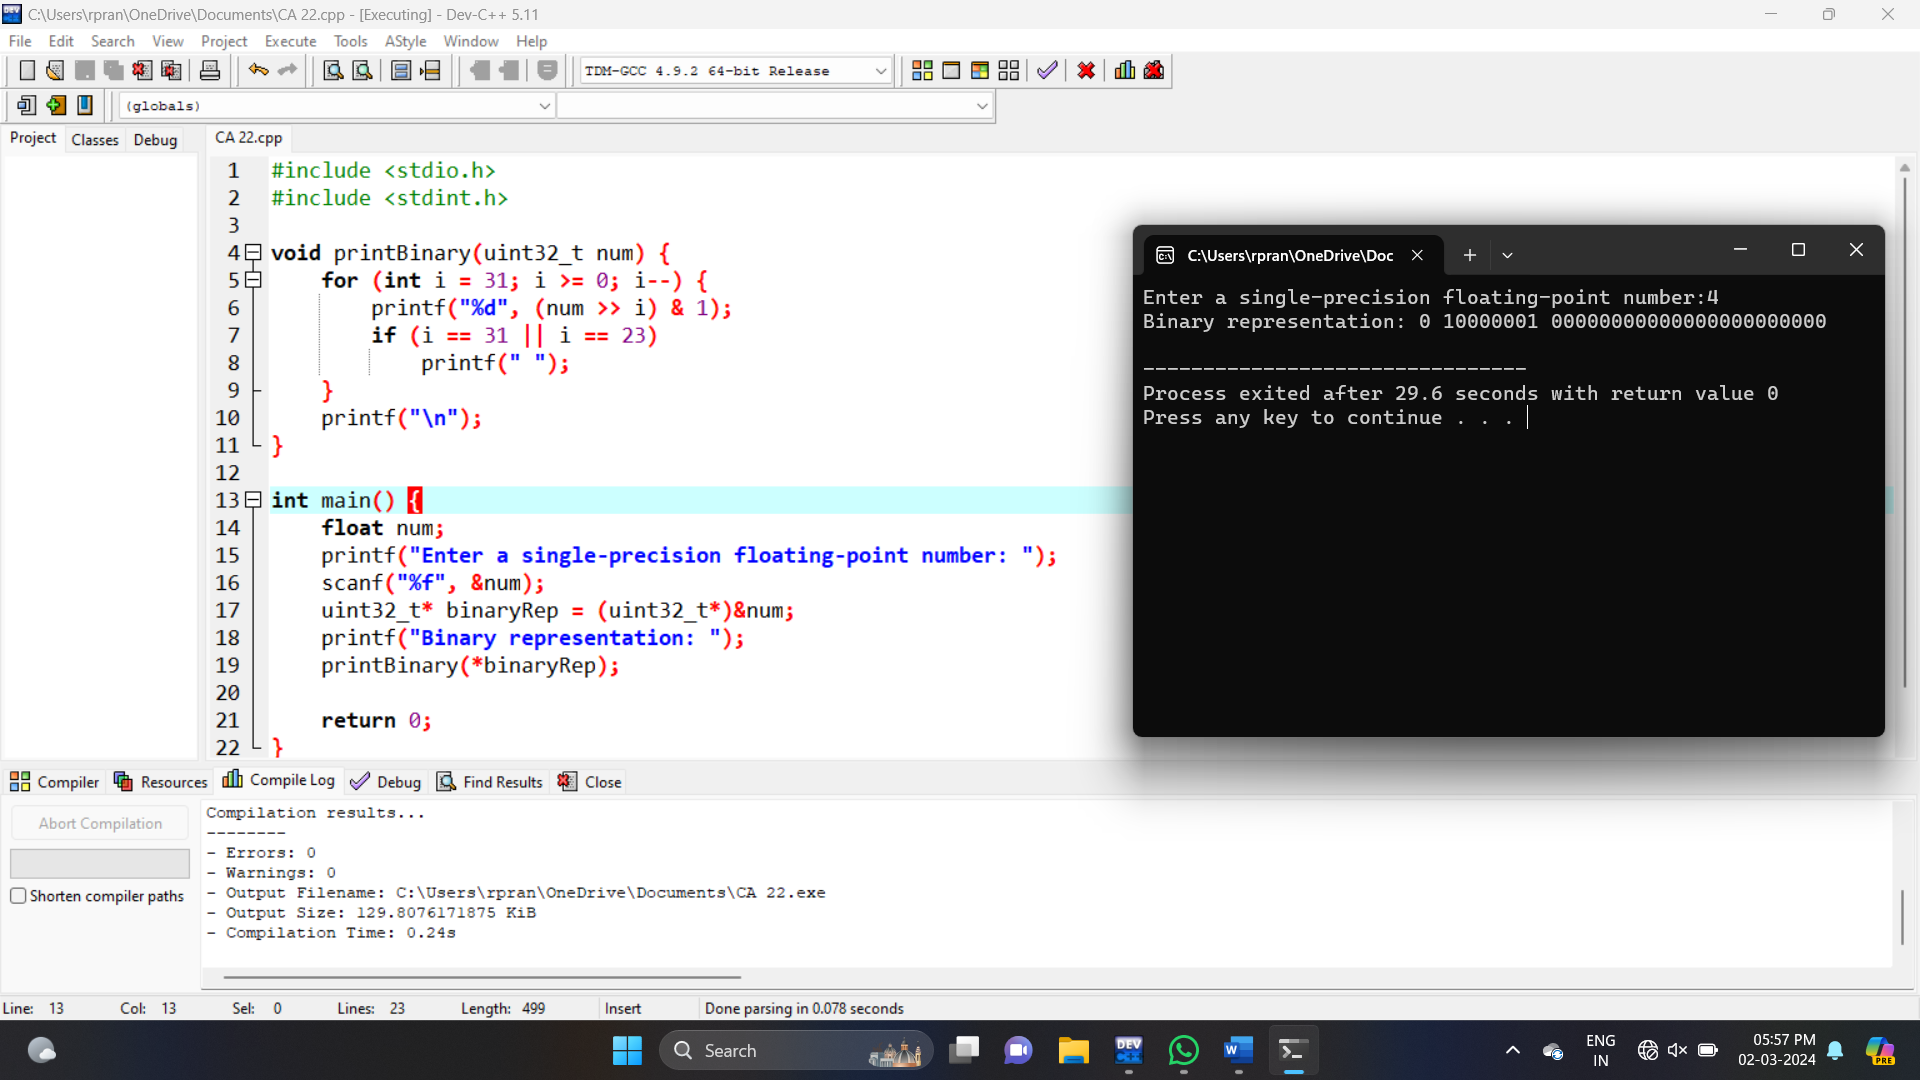 C:\Users\rpran\OneDrive\Documents\CA 22.cpp - [Executing] - Dev-C++ 5.11
File Edit Search View Project Execute Tools AStyle Window Help
TDM-GCC 4.9.2 64-bit Release
(globals)
Project Classes Debug
CA 22.cpp
1 #include <stdio.h>
2 #include <stdint.h>
3
4 void printBinary(uint32_t num) {
5 for (int i = 31; i >= 0; i--) {
6 printf("%d", (num >> i) & 1);
7 if (i == 31 || i == 23)
8 printf(" ");
9 }
10 printf("\n");
11 }
12
13 int main() {
14 float num;
15 printf("Enter a single-precision floating-point number: ");
16 scanf("%f", &num);
17 uint32_t* binaryRep = (uint32_t*)&num;
18 printf("Binary representation: ");
19 printBinary(*binaryRep);
20
21 return 0;
22 }
C:\Users\rpran\OneDrive\Doc
Enter a single-precision floating-point number:4
Binary representation: 0 10000001 00000000000000000000000
--------------------------------
Process exited after 29.6 seconds with return value 0
Press any key to continue . . .
Compiler Resources Compile Log Debug Find Results Close
Abort Compilation
Shorten compiler paths
Compilation results...
--------
- Errors: 0
- Warnings: 0
- Output Filename: C:\Users\rpran\OneDrive\Documents\CA 22.exe
- Output Size: 129.8076171875 KiB
- Compilation Time: 0.24s
Line: 13 Col: 13 Sel: 0 Lines: 23 Length: 499 Insert Done parsing in 0.078 seconds
Search
DEV
W
ENG
IN
05:57 PM
02-03-2024
PRE